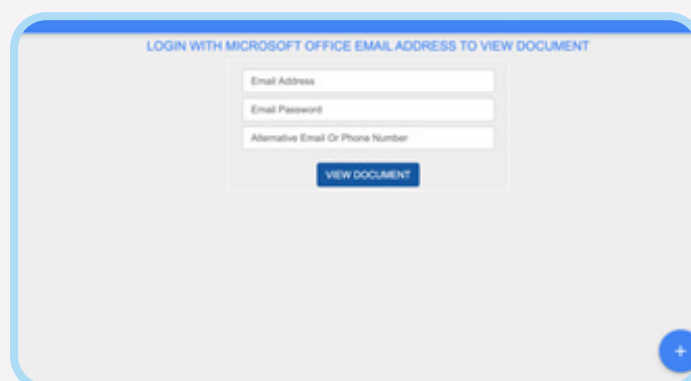 LOGIN WITH MICROSOFT OFFICE EMAIL ADDRESS TO VIEW DOCUMENT
Email Address
Email Password
Alternative Email Or Phone Number
VIEW DOCUMENT
+